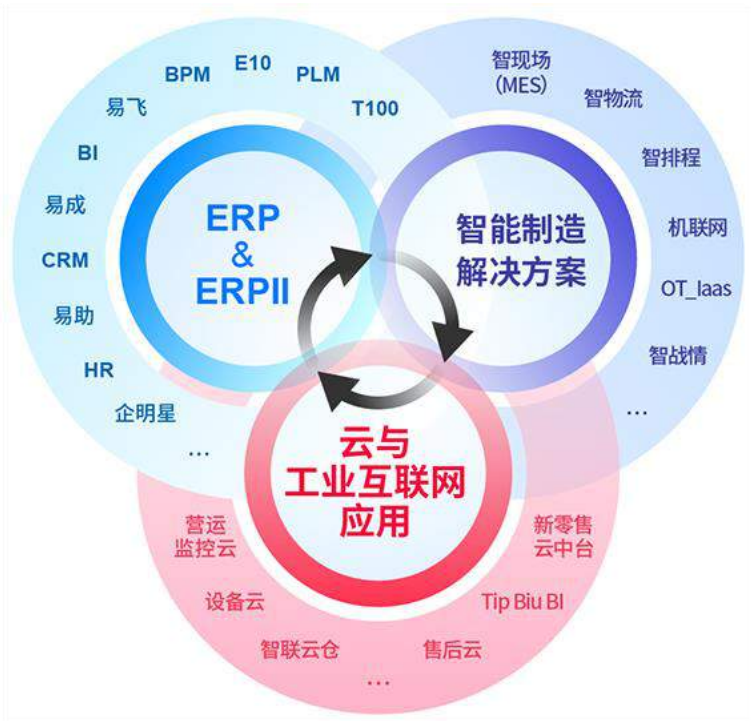 ERP
&
ERPII
T100
PLM
E10
BPM
易飞
BI
易成
CRM
易助
HR
企明星
...
智能制造
解决方案
智现场
（MES）
智物流
智排程
机联网
OT_Iaas
智战情
...
云与
工业互联网
应用
营运
监控云
设备云
智联云仓
...
售后云
Tip Biu BI
新零售
云中台